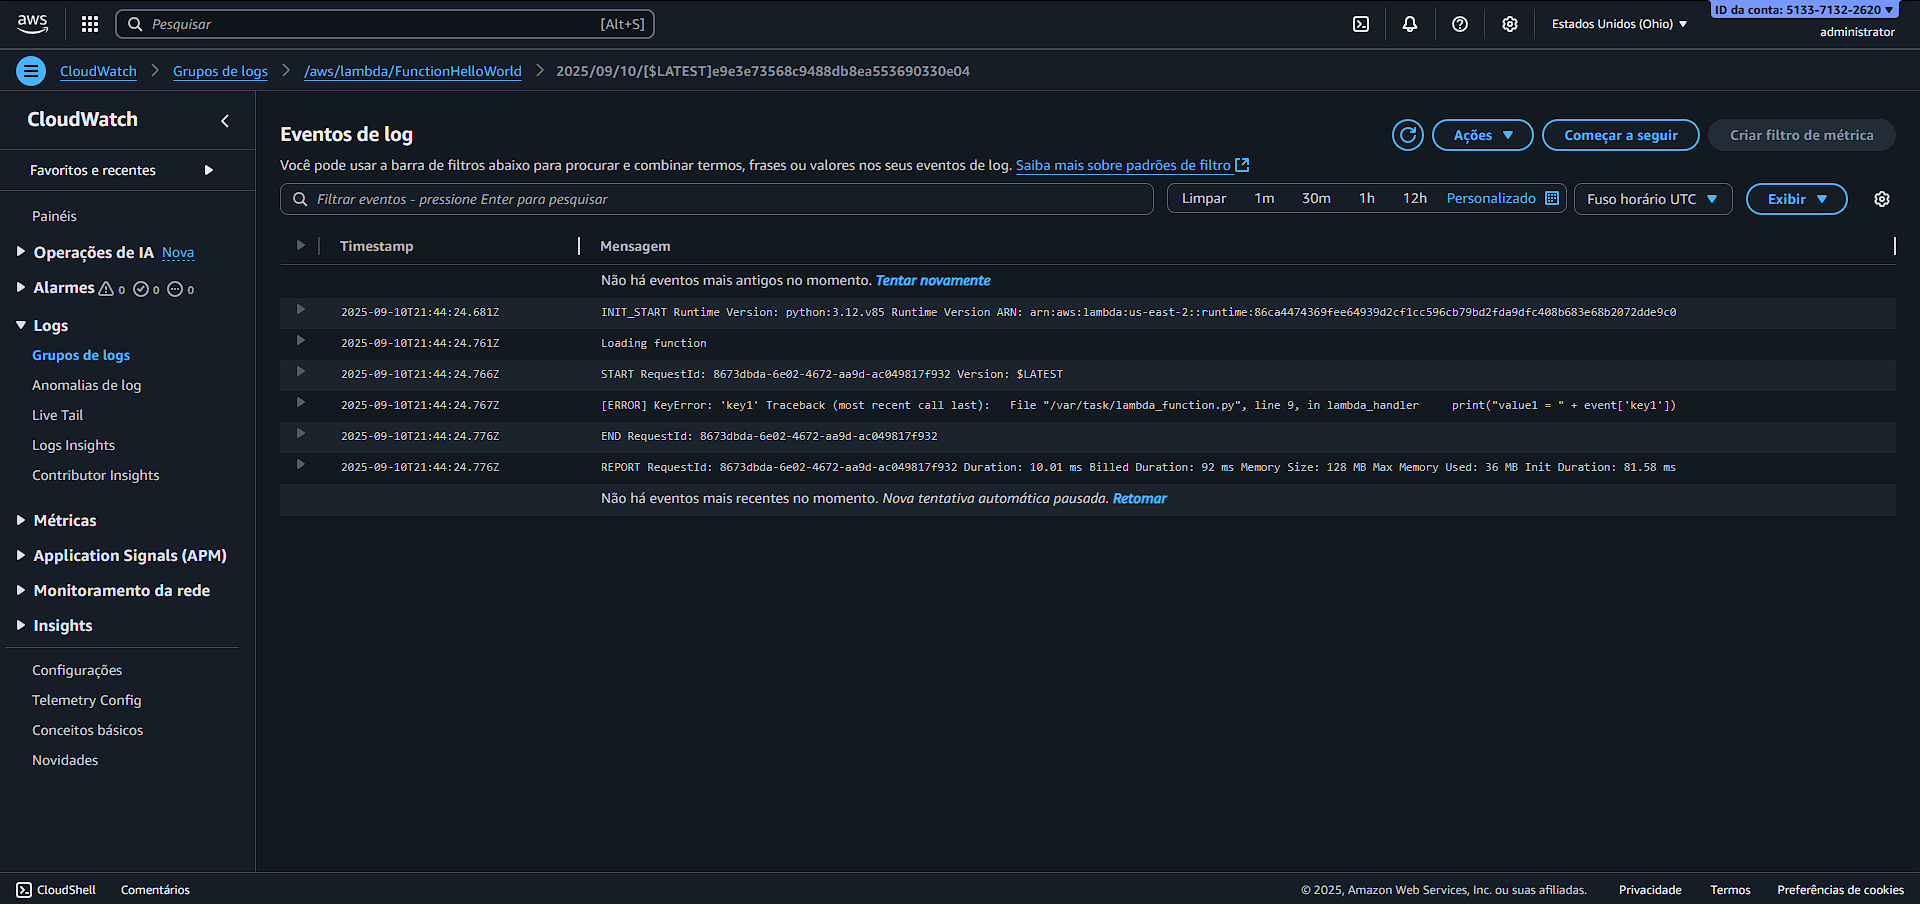 aws
Pesquisar [Alt+S]
Estados Unidos (Ohio)
ID da conta: 5133-7132-2620
administrator
CloudWatch
Grupos de logs
/aws/lambda/FunctionHelloWorld
2025/09/10/[$LATEST]e9e3e73568c9488db8ea553690330e04
CloudWatch
Favoritos e recentes
Painéis
Operações de IA Nova
Alarmes 0 0 0
Logs
Grupos de logs
Anomalias de log
Live Tail
Logs Insights
Contributor Insights
Métricas
Application Signals (APM)
Monitoramento da rede
Insights
Configurações
Telemetry Config
Conceitos básicos
Novidades
Eventos de log
Ações
Começar a seguir
Criar filtro de métrica
Você pode usar a barra de filtros abaixo para procurar e combinar termos, frases ou valores nos seus eventos de log. Saiba mais sobre padrões de filtro
Filtrar eventos - pressione Enter para pesquisar
Limpar 1m 30m 1h 12h Personalizado
Fuso horário UTC
Exibir
Timestamp Mensagem
Não há eventos mais antigos no momento. Tentar novamente
2025-09-10T21:44:24.681Z INIT_START Runtime Version: python:3.12.v85 Runtime Version ARN: arn:aws:lambda:us-east-2::runtime:86ca4474369fee64939d2cf1cc596cb79bd2fda9dfc408b683e68b2072dde9c0
2025-09-10T21:44:24.761Z Loading function
2025-09-10T21:44:24.766Z START RequestId: 8673dbda-6e02-4672-aa9d-ac049817f932 Version: $LATEST
2025-09-10T21:44:24.767Z [ERROR] KeyError: 'key1' Traceback (most recent call last): File "/var/task/lambda_function.py", line 9, in lambda_handler print("value1 = " + event['key1'])
2025-09-10T21:44:24.776Z END RequestId: 8673dbda-6e02-4672-aa9d-ac049817f932
2025-09-10T21:44:24.776Z REPORT RequestId: 8673dbda-6e02-4672-aa9d-ac049817f932 Duration: 10.01 ms Billed Duration: 92 ms Memory Size: 128 MB Max Memory Used: 36 MB Init Duration: 81.58 ms
Não há eventos mais recentes no momento. Nova tentativa automática pausada. Retomar
CloudShell
Comentários
© 2025, Amazon Web Services, Inc. ou suas afiliadas.
Privacidade
Termos
Preferências de cookies